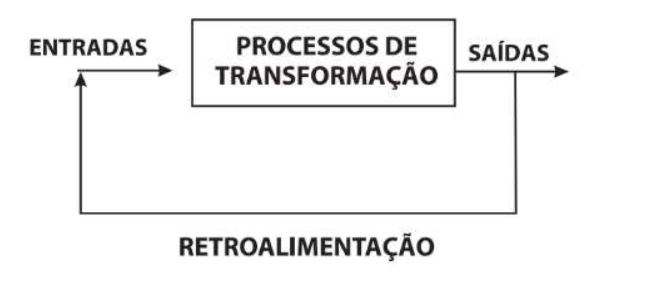 ENTRADAS
PROCESSOS DE
TRANSFORMAÇÃO
SAÍDAS
RETROALIMENTAÇÃO